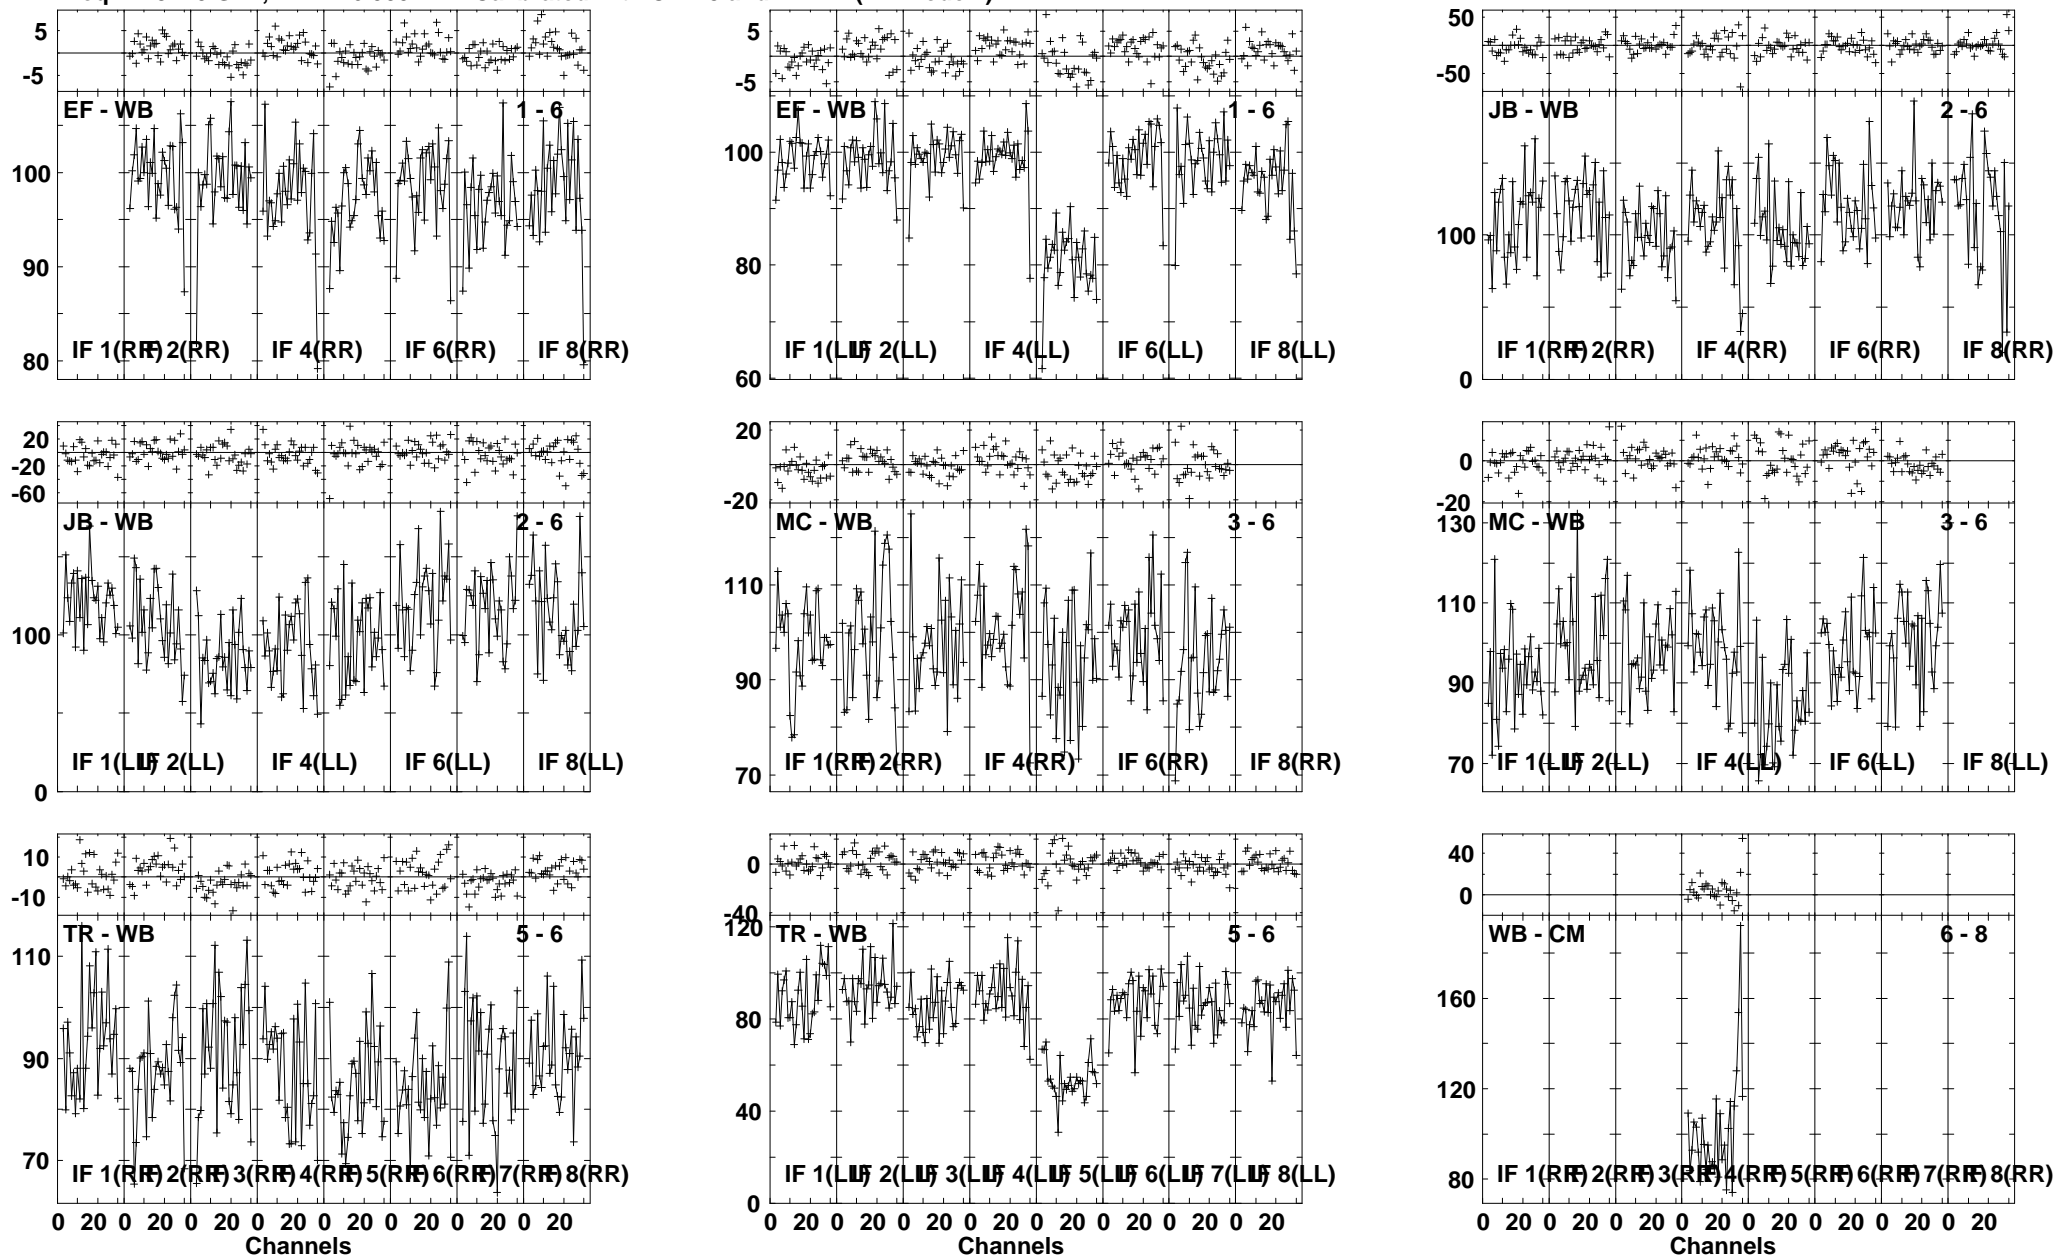 5
-5
EF - WB
1 - 6
100
90
80
IF 1(RR)
IF 2(RR)
IF 4(RR)
IF 6(RR)
IF 8(RR)
5
-5
EF - WB
1 - 6
100
80
60
IF 1(LL)
IF 2(LL)
IF 4(LL)
IF 6(LL)
IF 8(LL)
50
-50
JB - WB
2 - 6
100
0
IF 1(RR)
IF 2(RR)
IF 4(RR)
IF 6(RR)
IF 8(RR)
20
-20
-60
JB - WB
2 - 6
100
0
IF 1(LL)
IF 2(LL)
IF 4(LL)
IF 6(LL)
IF 8(LL)
20
-20
MC - WB
3 - 6
110
90
70
IF 1(RR)
IF 2(RR)
IF 4(RR)
IF 6(RR)
IF 8(RR)
0
-20
MC - WB
3 - 6
130
110
90
70
IF 1(LL)
IF 2(LL)
IF 4(LL)
IF 6(LL)
IF 8(LL)
10
-10
TR - WB
5 - 6
110
90
70
IF 1(RR)
IF 2(RR)
IF 3(RR)
IF 4(RR)
IF 5(RR)
IF 6(RR)
IF 7(RR)
IF 8(RR)
0 20 0 20 0 20 0 20 0 20 0 20 0 20 0 20
Channels
0
-40
TR - WB
5 - 6
120
80
40
0
IF 1(LL)
IF 2(LL)
IF 3(LL)
IF 4(LL)
IF 5(LL)
IF 6(LL)
IF 7(LL)
IF 8(LL)
0 20 0 20 0 20 0 20 0 20 0 20 0 20 0 20
Channels
40
0
WB - CM
6 - 8
160
120
80
IF 1(RR)
IF 2(RR)
IF 3(RR)
IF 4(RR)
IF 5(RR)
IF 6(RR)
IF 7(RR)
IF 8(RR)
0 20 0 20 0 20 0 20 0 20 0 20 0 20 0 20
Channels